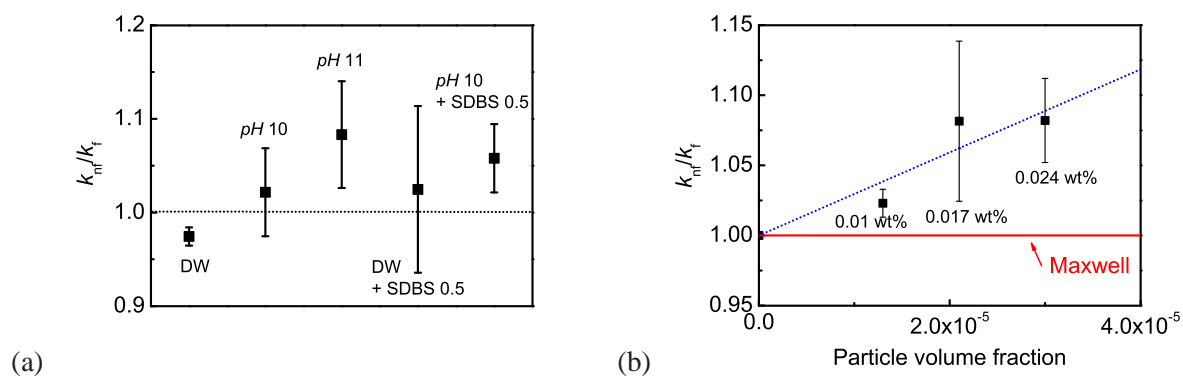 1.2
1.1
1.0
0.9
k_nf/k_f
DW
pH 10
pH 11
DW
+ SDBS 0.5
pH 10
+ SDBS 0.5
(a)
1.15
1.10
1.05
1.00
0.95
k_nf/k_f
0.01 wt%
0.017 wt%
0.024 wt%
Maxwell
0.0
2.0x10⁻⁵
4.0x10⁻⁵
Particle volume fraction
(b)